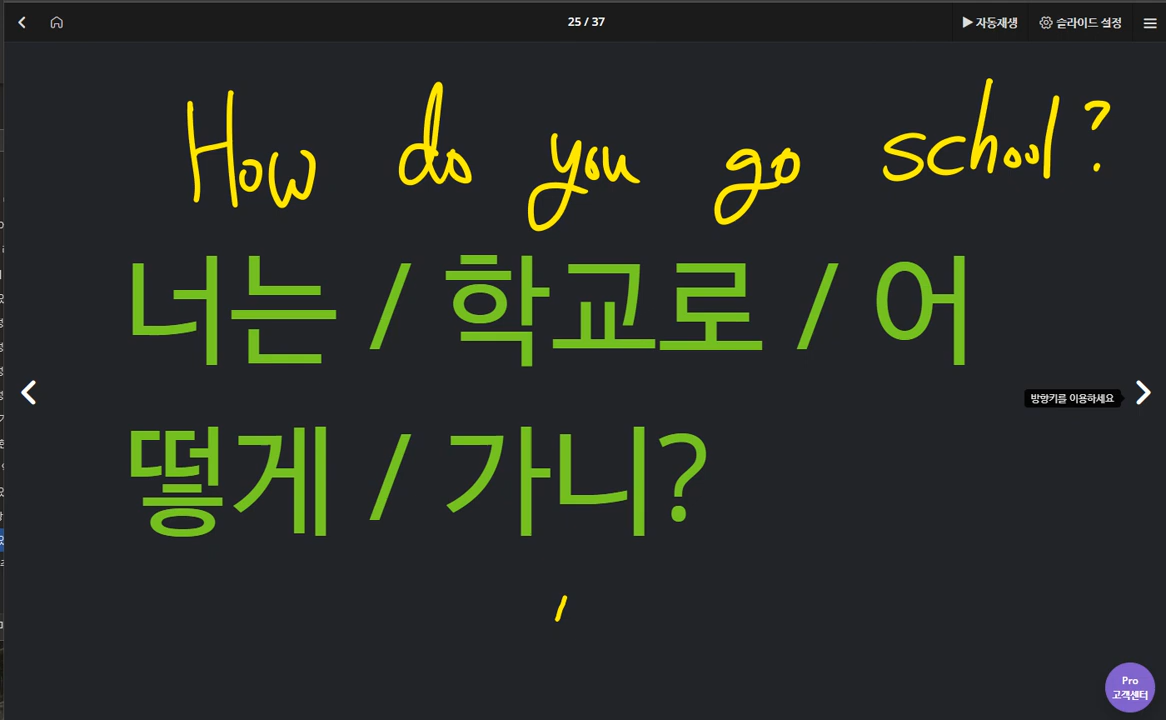 25 / 37
▶ 자동재생
슬라이드 설정
How do you go school?
너는 / 학교로 / 어
떻게 / 가니?
방향키를 이용하세요
Pro
고객센터